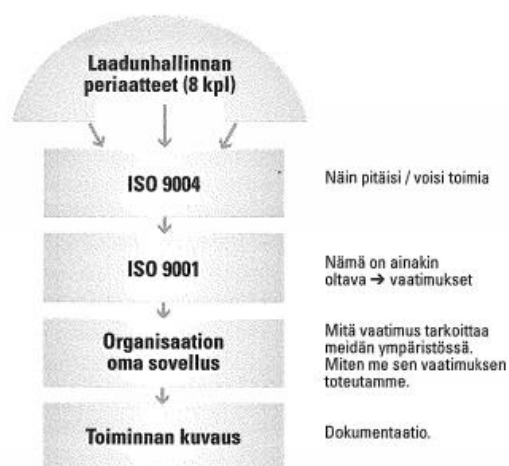 Laadunhallinnan
periaatteet (8 kpl)
ISO 9004
Näin pitäisi / voisi toimia
ISO 9001
Nämä on ainakin
oltava ➔ vaatimukset
Organisaation
oma sovellus
Mitä vaatimus tarkoittaa
meidän ympäristössä.
Miten me sen vaatimuksen
toteutamme.
Toiminnan kuvaus
Dokumentaatio.